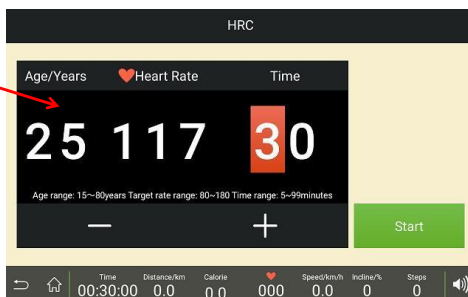 HRC
Age/Years ❤Heart Rate Time
25 117 30
Age range: 15~80years Target rate range: 80~180 Time range: 5~99minutes
— +
Start
Time Distance/km Calorie Speed/km/h Incline/% Steps
00:30:00 0.0 0.0 000 0.0 0 0